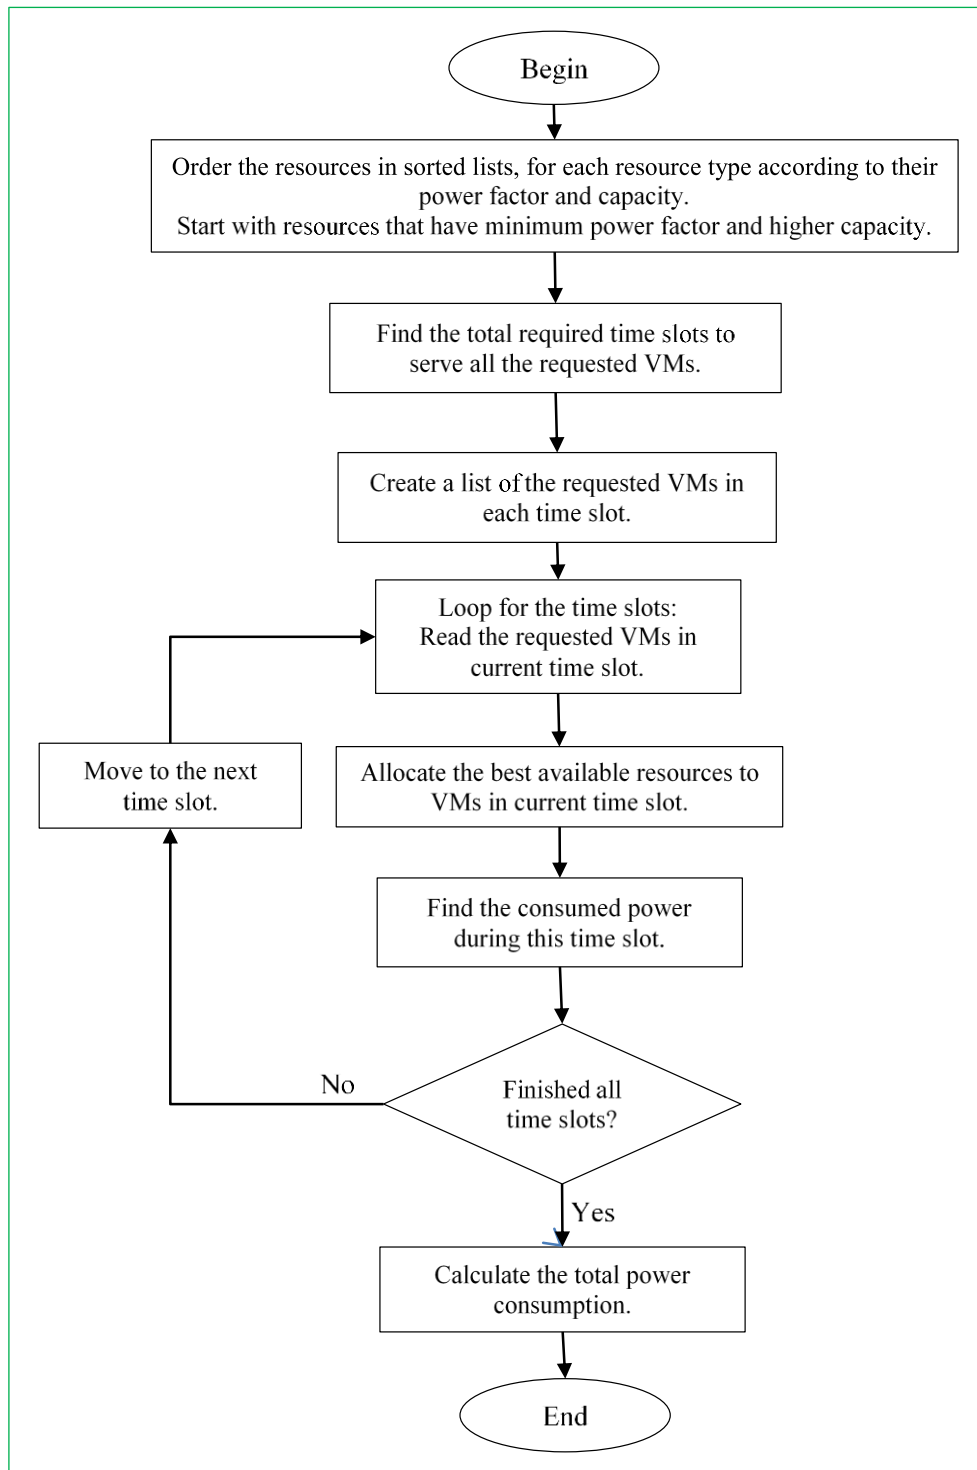 Begin
Order the resources in sorted lists, for each resource type according to their
power factor and capacity.
Start with resources that have minimum power factor and higher capacity.
Find the total required time slots to
serve all the requested VMs.
Create a list of the requested VMs in
each time slot.
Loop for the time slots:
Read the requested VMs in
current time slot.
Move to the next
time slot.
Allocate the best available resources to
VMs in current time slot.
Find the consumed power
during this time slot.
No
Finished all
time slots?
Yes
Calculate the total power
consumption.
End